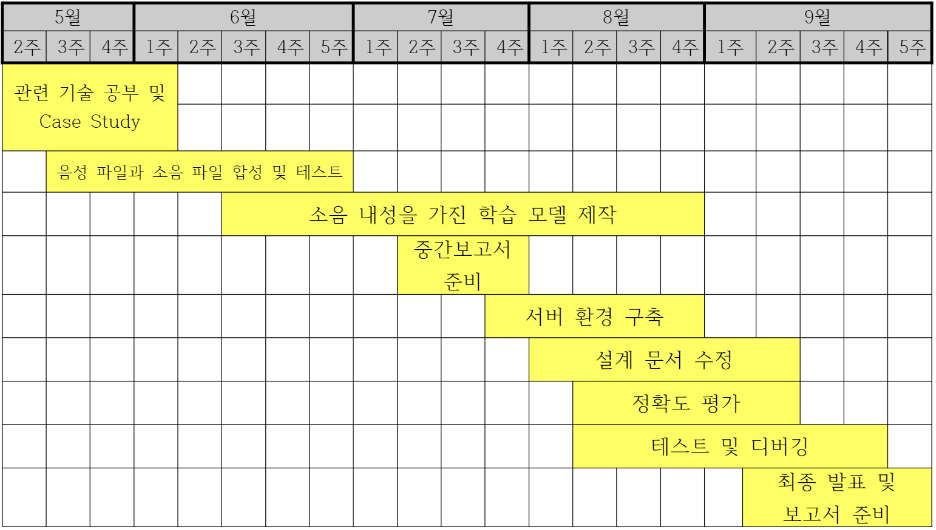 5월 6월 7월 8월 9월
2주 3주 4주 1주 2주 3주 4주 5주 1주 2주 3주 4주 1주 2주 3주 4주 1주 2주 3주 4주 5주
관련 기술 공부 및
Case Study
음성 파일과 소음 파일 합성 및 테스트
소음 내성을 가진 학습 모델 제작
중간보고서
준비
서버 환경 구축
설계 문서 수정
정확도 평가
테스트 및 디버깅
최종 발표 및
보고서 준비